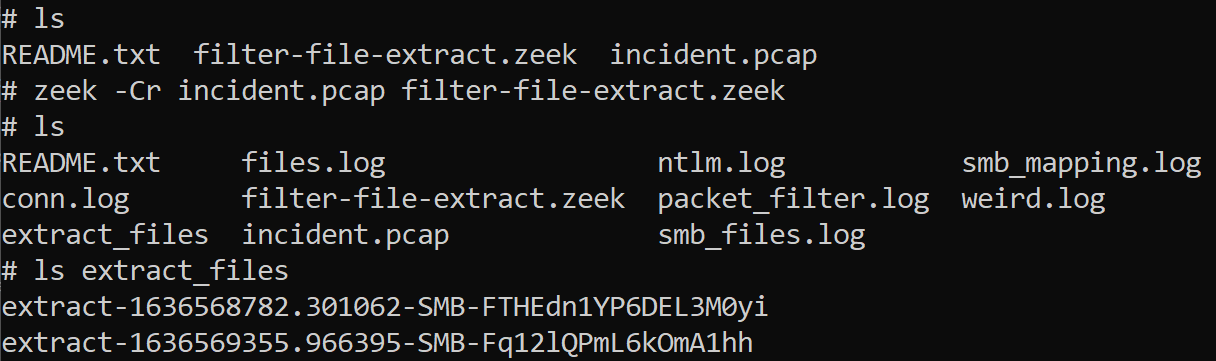 # ls
README.txt  filter-file-extract.zeek  incident.pcap
# zeek -Cr incident.pcap filter-file-extract.zeek
# ls
README.txt     files.log                 ntlm.log           smb_mapping.log
conn.log       filter-file-extract.zeek  packet_filter.log  weird.log
extract_files  incident.pcap             smb_files.log
# ls extract_files
extract-1636568782.301062-SMB-FTHEdn1YP6DEL3M0yi
extract-1636569355.966395-SMB-Fq12lQPmL6kOmA1hh